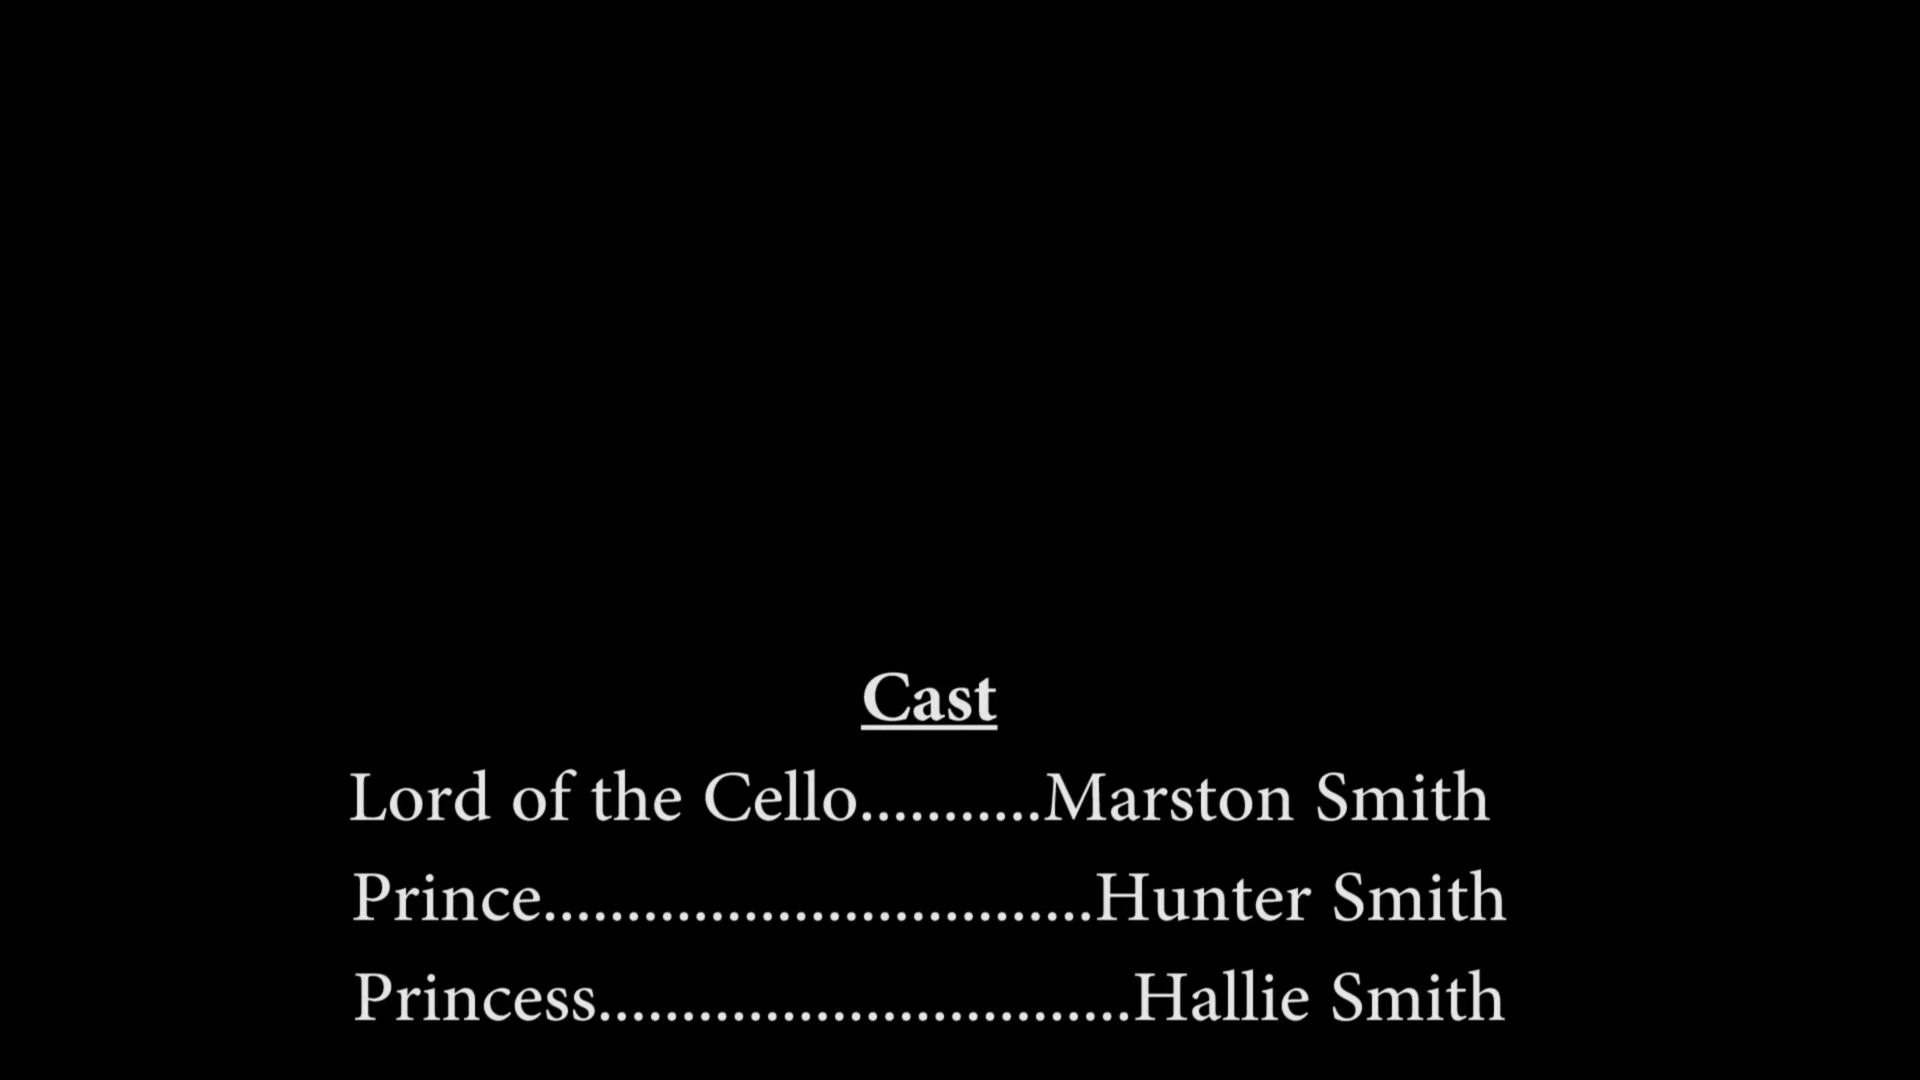 Cast
Lord of the Cello...........Marston Smith
Prince.................................Hunter Smith
Princess................................Hallie Smith